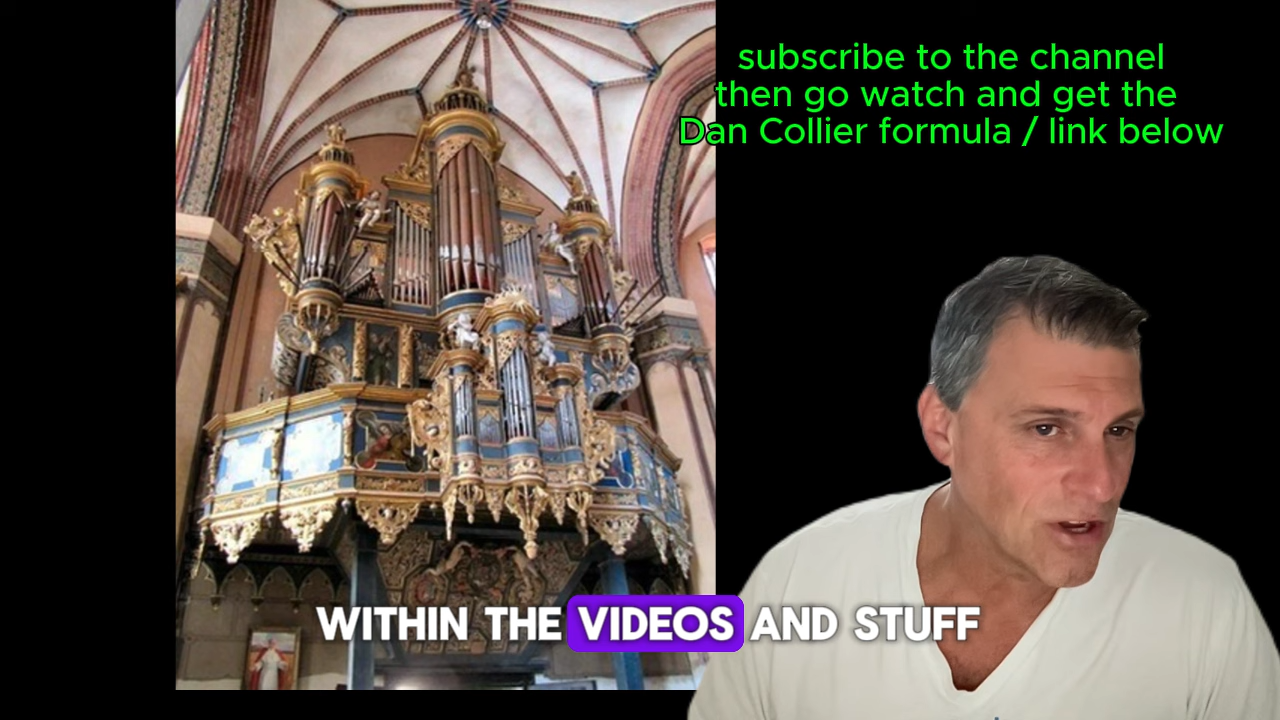 subscribe to the channel
then go watch and get the
Dan Collier formula / link below
WITHIN THE VIDEOS AND STUFF